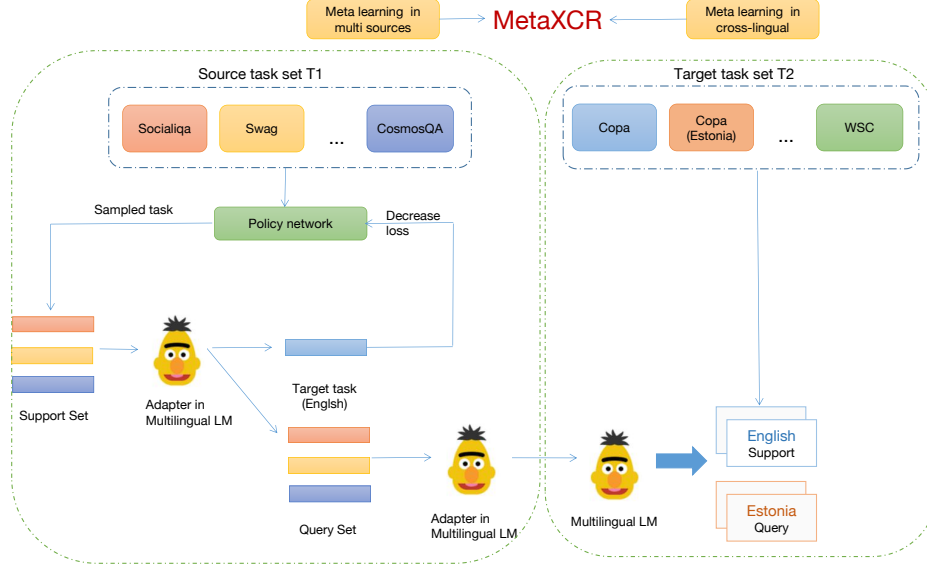 Meta learning in
multi sources
MetaXCR
Meta learning in
cross-lingual
Source task set T1
Target task set T2
Socialiqa
Swag
...
CosmosQA
Copa
Copa
(Estonia)
...
WSC
Sampled task
Policy network
Decrease
loss
Support Set
Adapter in
Multilingual LM
Target task
(Englsh)
Query Set
Adapter in
Multilingual LM
Multilingual LM
English
Support
Estonia
Query